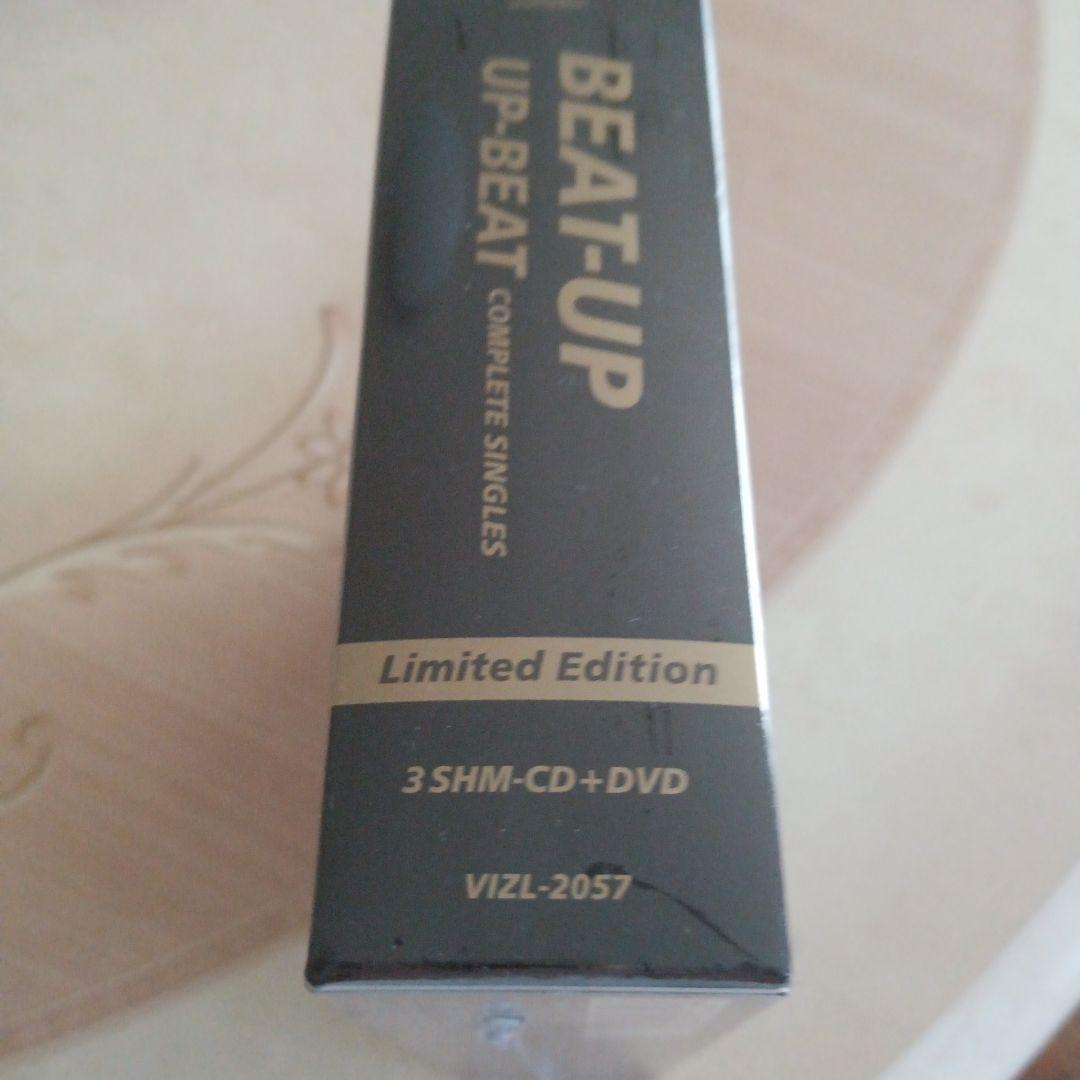 BEAT-UP
UP-BEAT COMPLETE SINGLES
Limited Edition
3 SHM-CD+DVD
VIZL-2057